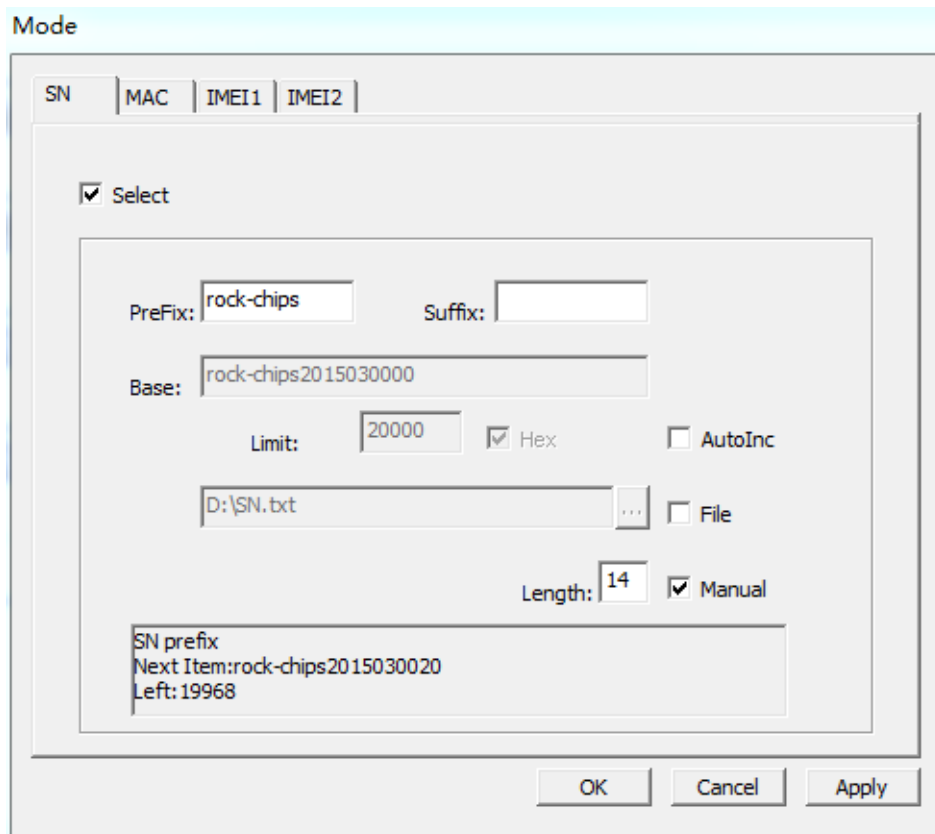 Mode
SN MAC IMEI1 IMEI2
Select
PreFix: rock-chips Suffix:
Base: rock-chips2015030000
Limit: 20000 Hex AutoInc
D:\SN.txt ... File
Length: 14 Manual
SN prefix
Next Item:rock-chips2015030020
Left:19968
OK Cancel Apply